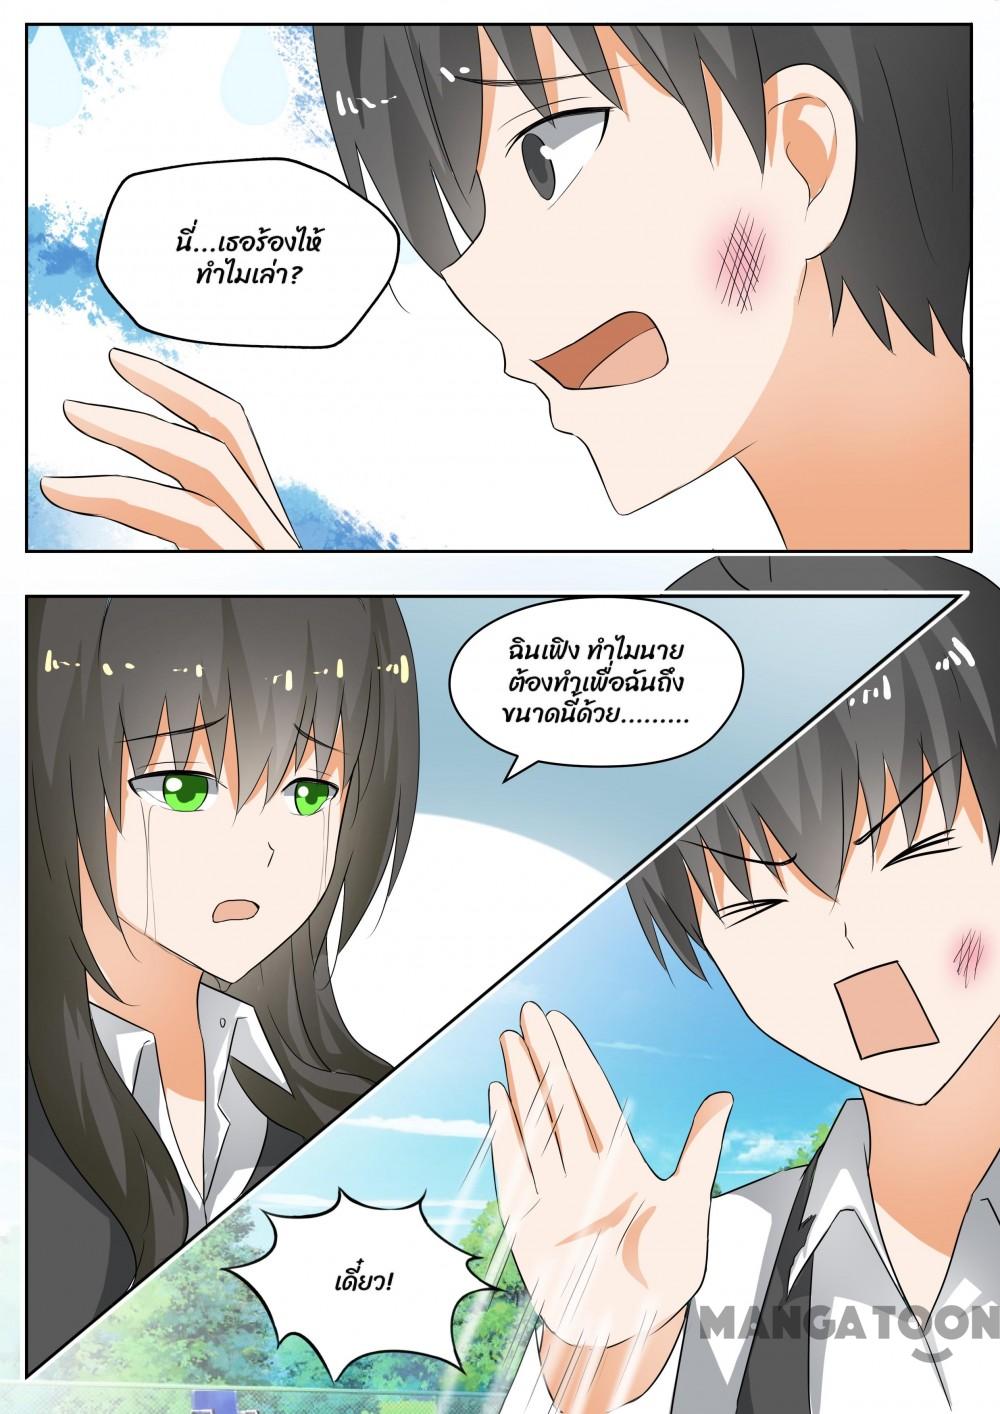 นี่...เธอร้องไห้
ทำไมเล่า?
ฉินเฟิง ทำไมนาย
ต้องทำเพื่อฉันถึง
ขนาดนี้ด้วย.........
เดี๋ยว!
MANGATOON